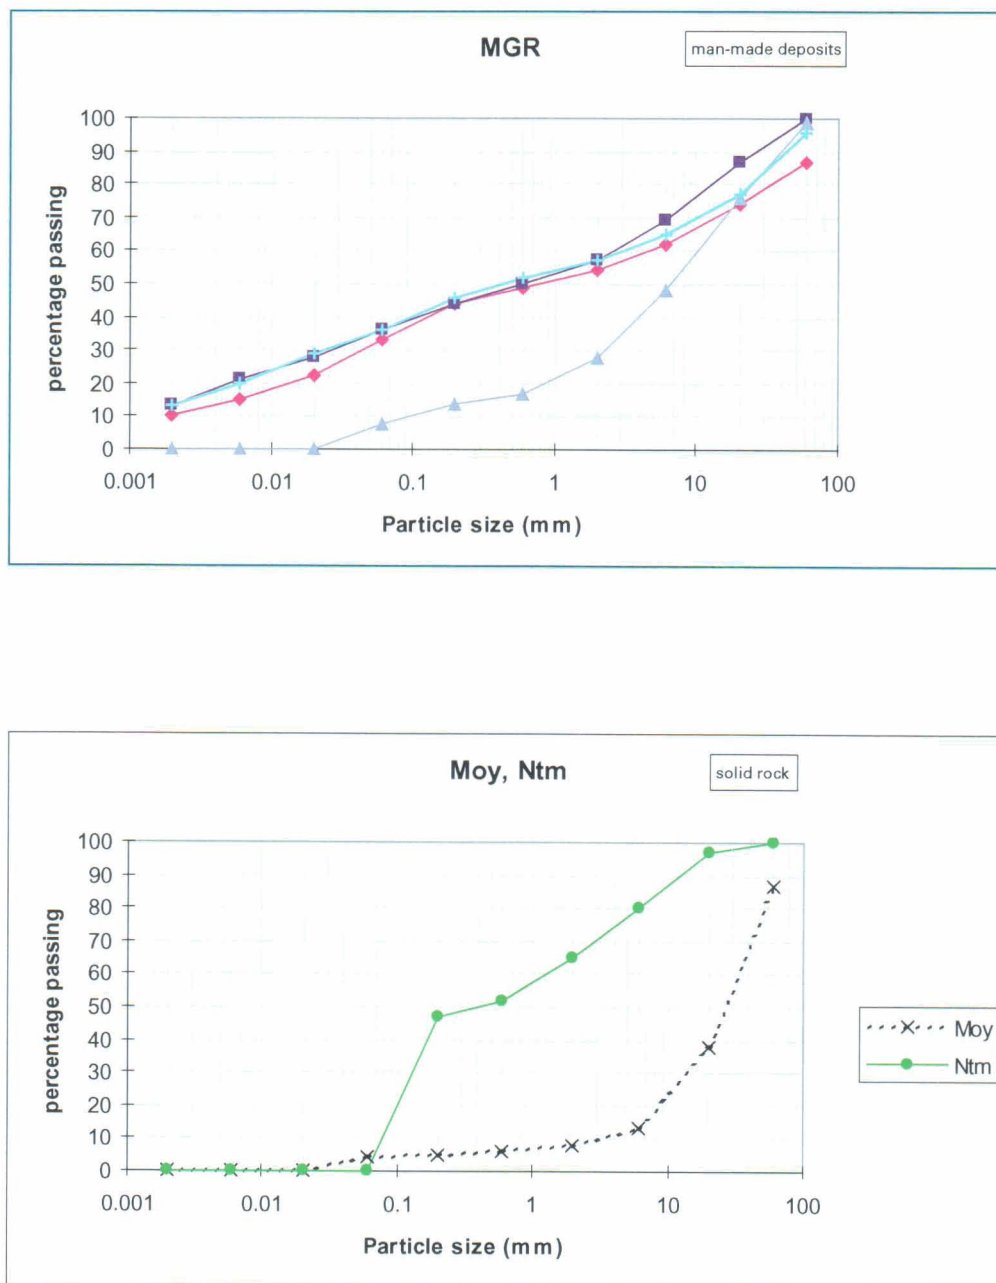 MGR
man-made deposits
100
90
80
70
60
50
40
30
20
10
0
percentage passing
0.001 0.01 0.1 1 10 100
Particle size (mm)
Moy, Ntm
solid rock
100
90
80
70
60
50
40
30
20
10
0
percentage passing
0.001 0.01 0.1 1 10 100
Particle size (mm)
Moy
Ntm